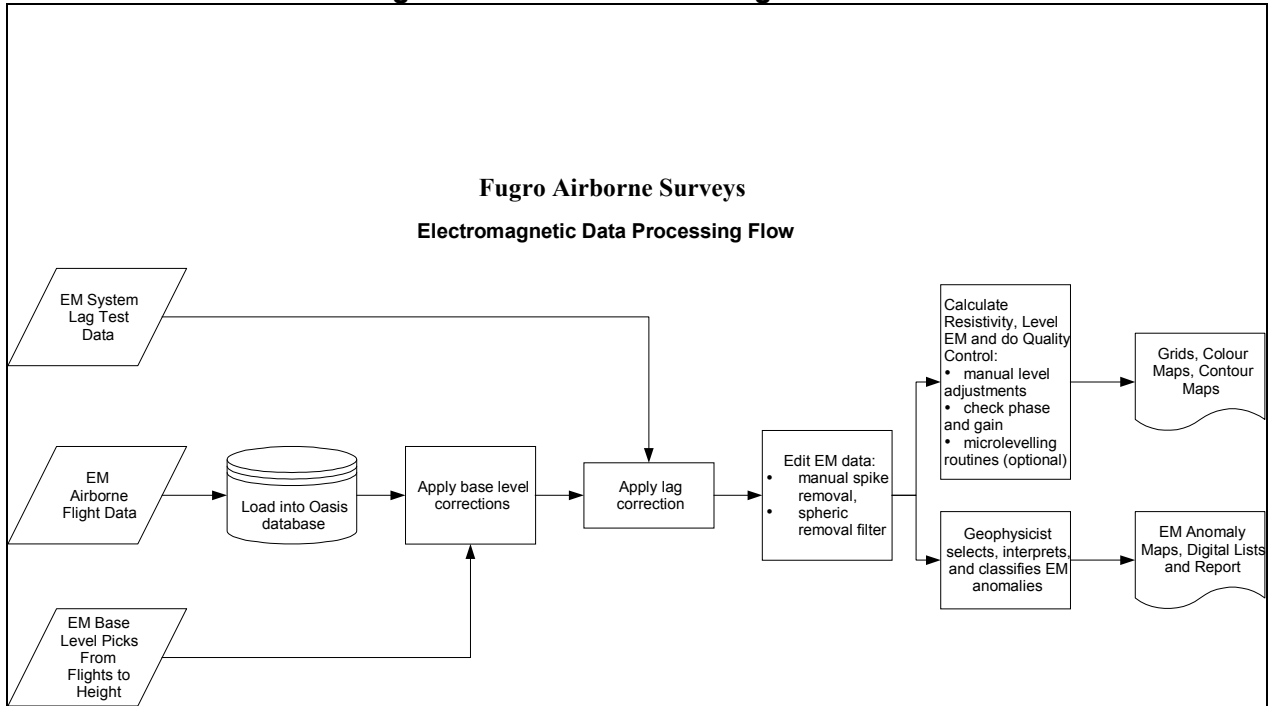 Fugro Airborne Surveys
Electromagnetic Data Processing Flow
EM System
Lag Test
Data
EM
Airborne
Flight Data
EM Base
Level Picks
From
Flights to
Height
Load into Oasis
database
Apply base level
corrections
Apply lag
correction
Edit EM data:
• manual spike
removal,
• spheric
removal filter
Calculate
Resistivity, Level
EM and do Quality
Control:
• manual level
adjustments
• check phase
and gain
• microlevelling
routines (optional)
Grids, Colour
Maps, Contour
Maps
Geophysicist
selects, interprets,
and classifies EM
anomalies
EM Anomaly
Maps, Digital Lists
and Report